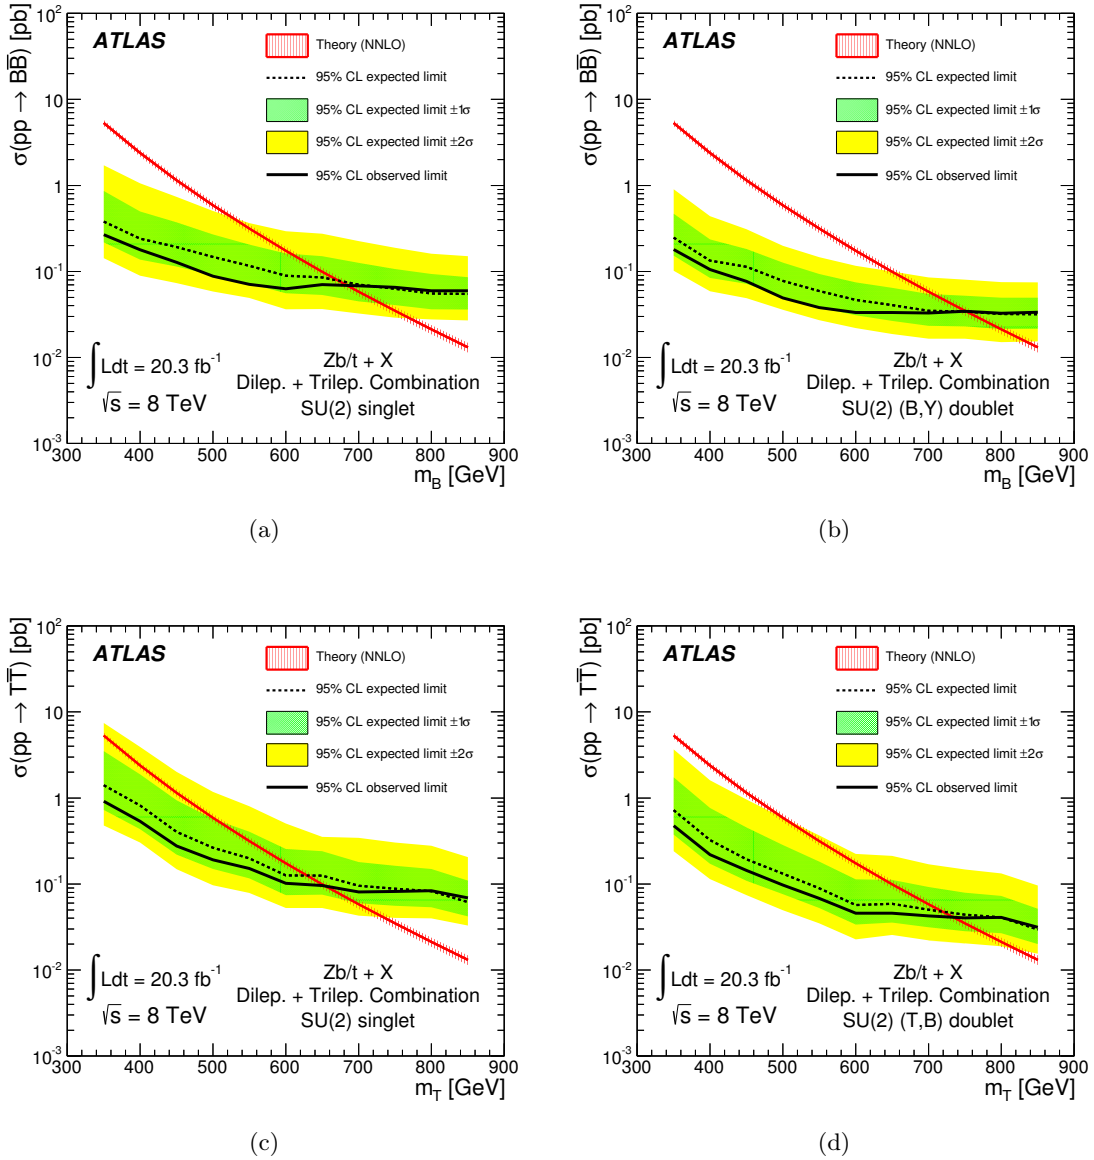 σ(pp → BB̅) [pb]
10²
10
1
10⁻¹
10⁻²
10⁻³
ATLAS
Theory (NNLO)
95% CL expected limit
95% CL expected limit ±1σ
95% CL expected limit ±2σ
95% CL observed limit
∫ Ldt = 20.3 fb⁻¹
√s = 8 TeV
Zb/t + X
Dilep. + Trilep. Combination
SU(2) singlet
300 400 500 600 700 800 900
m_B [GeV]
(a)
σ(pp → BB̅) [pb]
10²
10
1
10⁻¹
10⁻²
10⁻³
ATLAS
Theory (NNLO)
95% CL expected limit
95% CL expected limit ±1σ
95% CL expected limit ±2σ
95% CL observed limit
∫ Ldt = 20.3 fb⁻¹
√s = 8 TeV
Zb/t + X
Dilep. + Trilep. Combination
SU(2) (B,Y) doublet
300 400 500 600 700 800 900
m_B [GeV]
(b)
σ(pp → TT̅) [pb]
10²
10
1
10⁻¹
10⁻²
10⁻³
ATLAS
Theory (NNLO)
95% CL expected limit
95% CL expected limit ±1σ
95% CL expected limit ±2σ
95% CL observed limit
∫ Ldt = 20.3 fb⁻¹
√s = 8 TeV
Zb/t + X
Dilep. + Trilep. Combination
SU(2) singlet
300 400 500 600 700 800 900
m_T [GeV]
(c)
σ(pp → TT̅) [pb]
10²
10
1
10⁻¹
10⁻²
10⁻³
ATLAS
Theory (NNLO)
95% CL expected limit
95% CL expected limit ±1σ
95% CL expected limit ±2σ
95% CL observed limit
∫ Ldt = 20.3 fb⁻¹
√s = 8 TeV
Zb/t + X
Dilep. + Trilep. Combination
SU(2) (T,B) doublet
300 400 500 600 700 800 900
m_T [GeV]
(d)